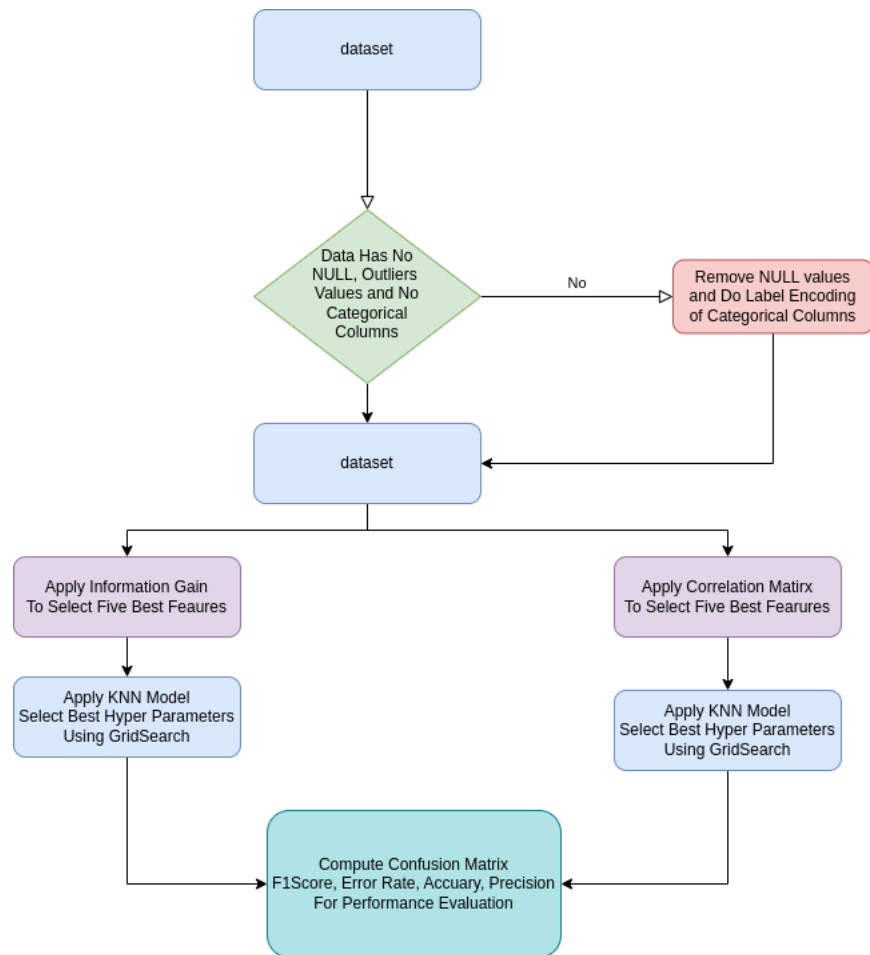 dataset
Data Has No
NULL, Outliers
Values and No
Categorical
Columns
No
Remove NULL values
and Do Label Encoding
of Categorical Columns
dataset
Apply Information Gain
To Select Five Best Feaures
Apply Correlation Matirx
To Select Five Best Fearures
Apply KNN Model
Select Best Hyper Parameters
Using GridSearch
Apply KNN Model
Select Best Hyper Parameters
Using GridSearch
Compute Confusion Matrix
F1Score, Error Rate, Accuary, Precision
For Performance Evaluation